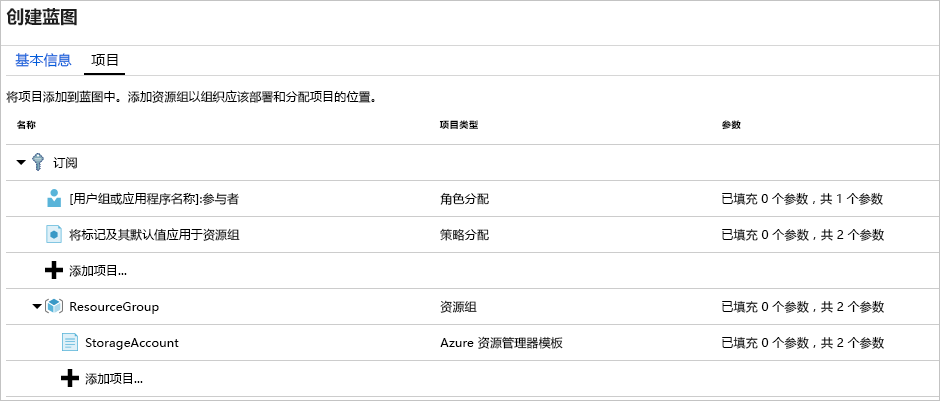 创建蓝图
基本信息 项目
将项目添加到蓝图中。添加资源组以组织应该部署和分配项目的位置。
名称 项目类型 参数
订阅
[用户组或应用程序名称]:参与者 角色分配 已填充 0 个参数，共 1 个参数
将标记及其默认值应用于资源组 策略分配 已填充 0 个参数，共 2 个参数
添加项目...
ResourceGroup 资源组 已填充 0 个参数，共 2 个参数
StorageAccount Azure 资源管理器模板 已填充 0 个参数，共 2 个参数
添加项目...